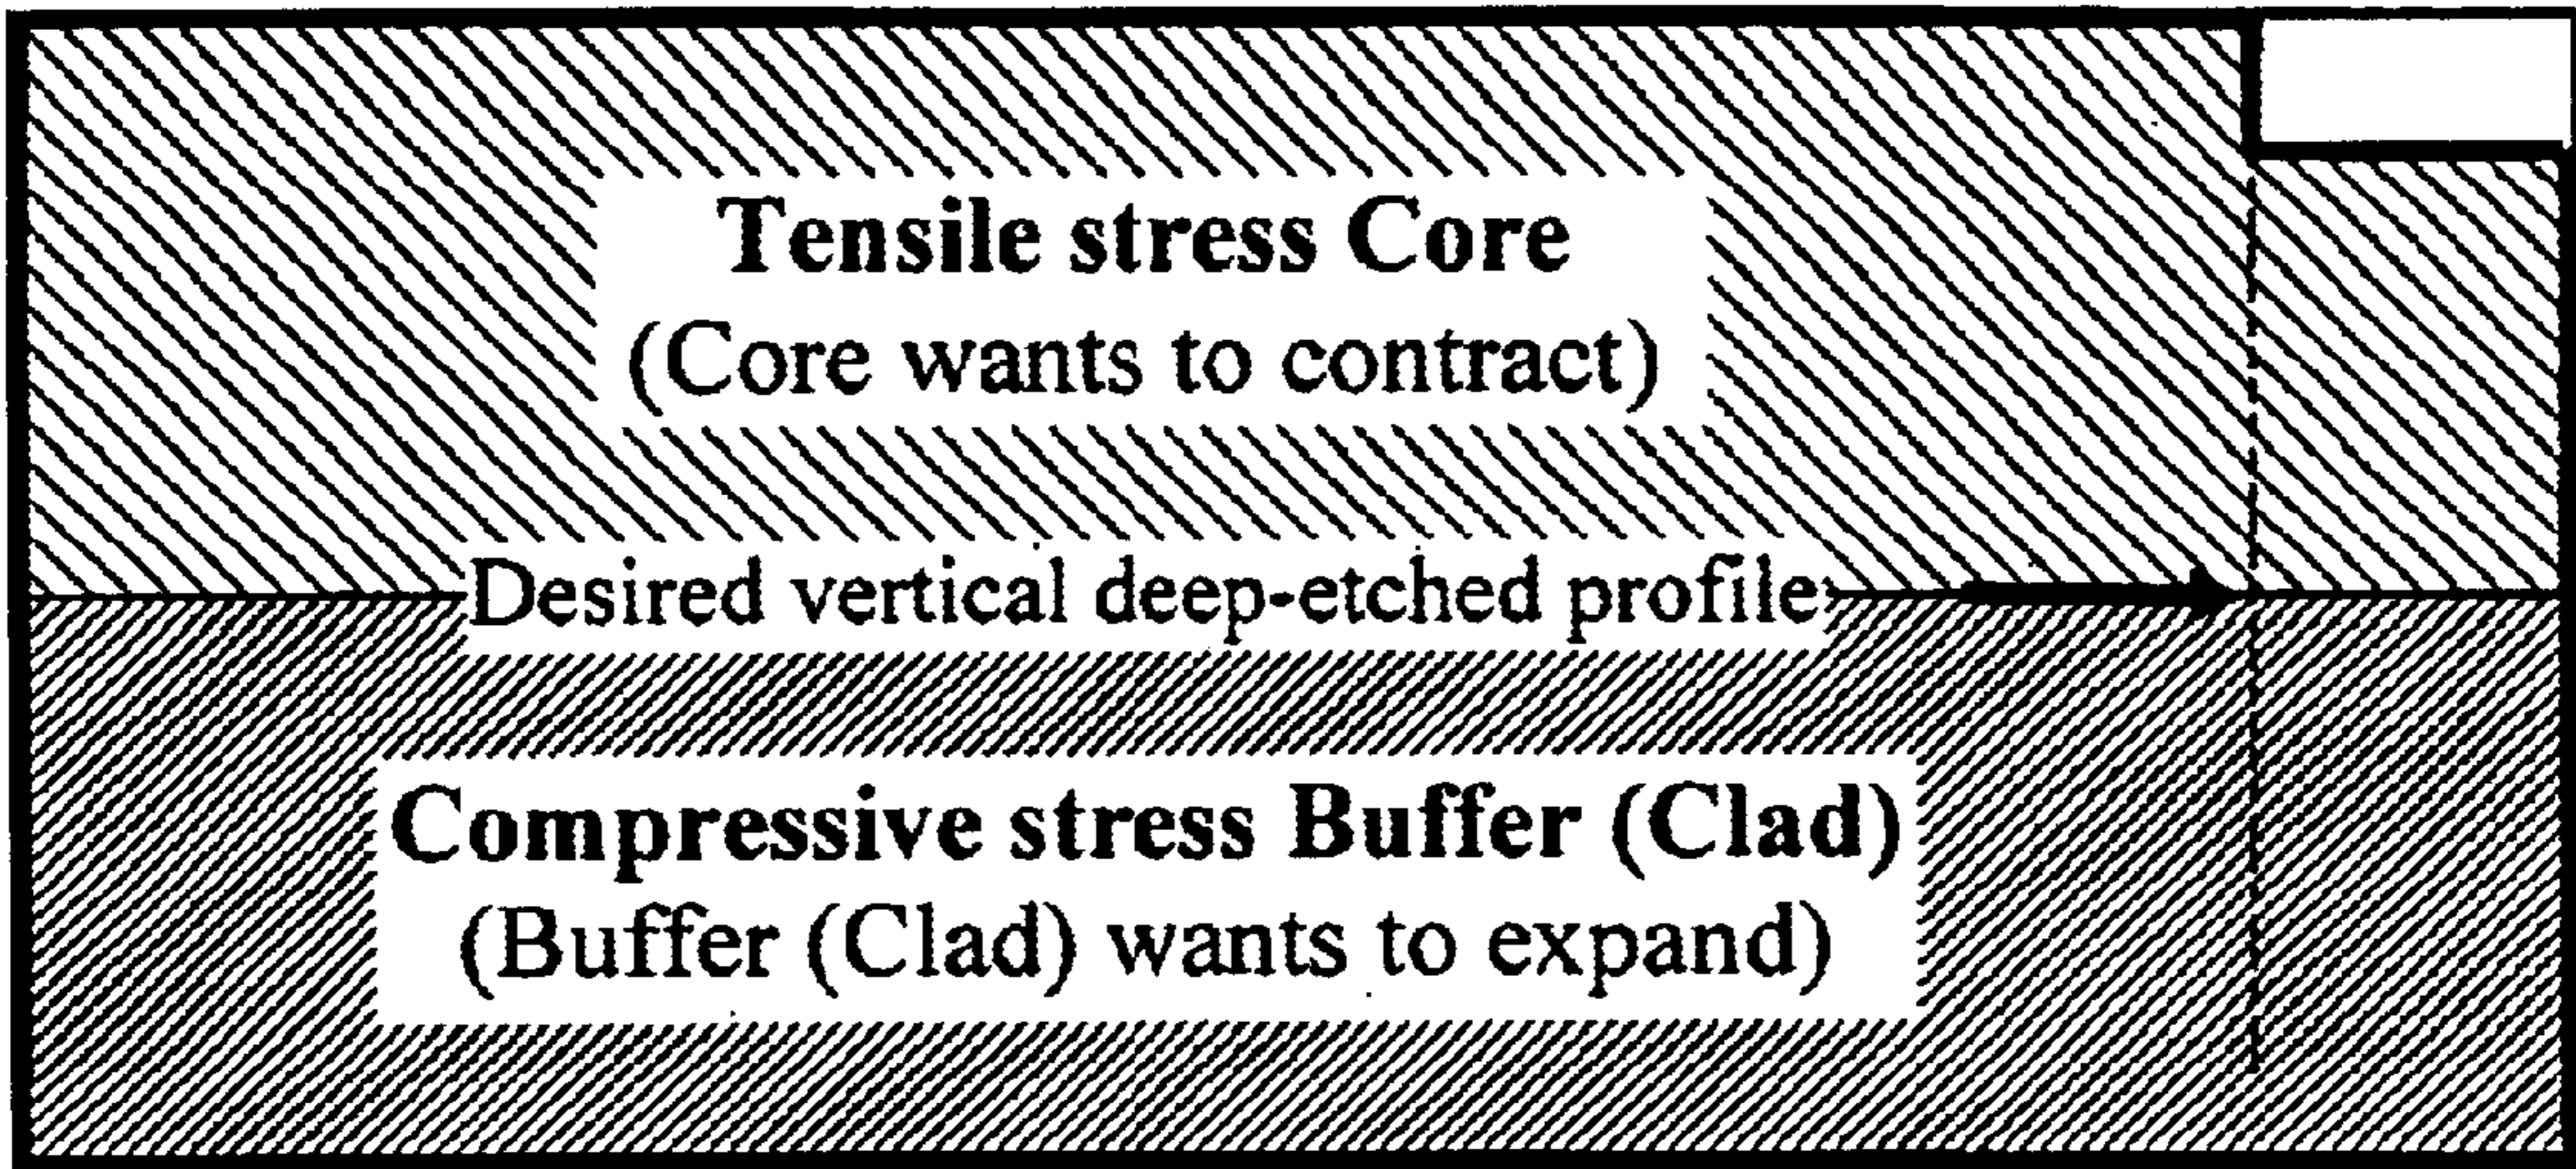 Tensile stress Core
(Core wants to contract)
Desired vertical deep-etched profile
Compressive stress Buffer (Clad)
(Buffer (Clad) wants to expand)